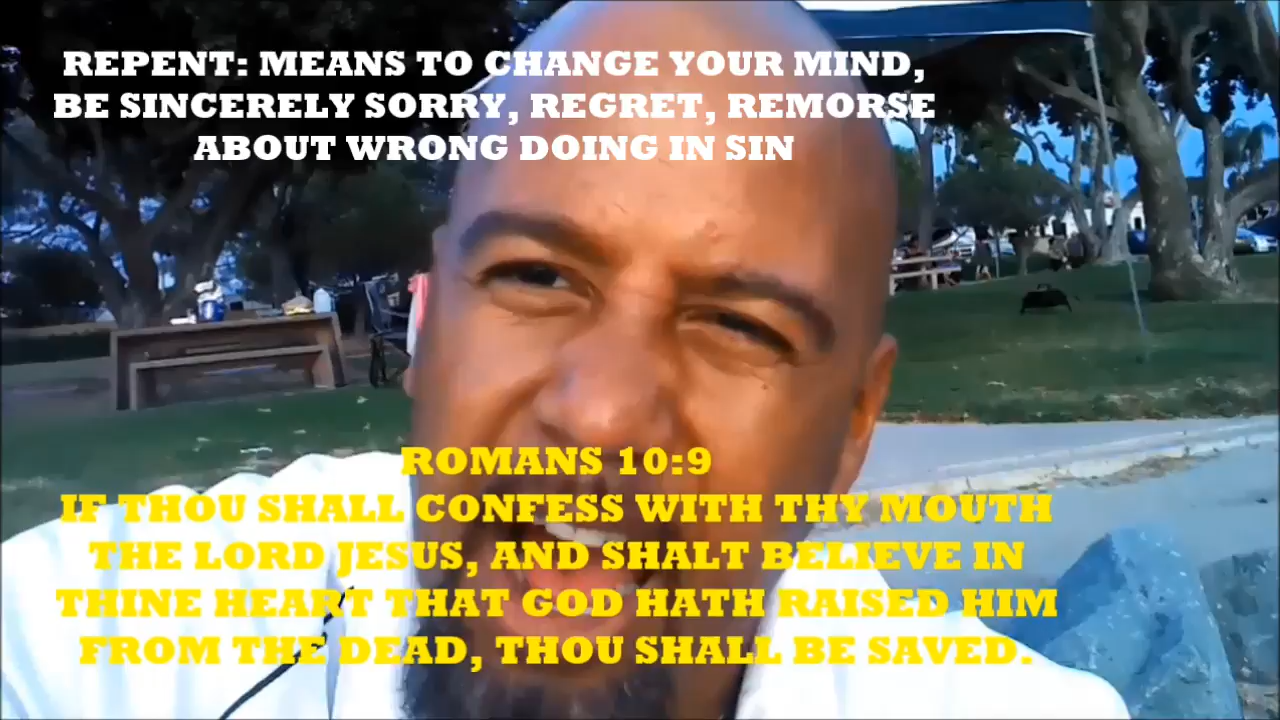 REPENT: MEANS TO CHANGE YOUR MIND,
BE SINCERELY SORRY, REGRET, REMORSE
ABOUT WRONG DOING IN SIN
ROMANS 10:9
IF THOU SHALL CONFESS WITH THY MOUTH
THE LORD JESUS, AND SHALT BELIEVE IN
THINE HEART THAT GOD HATH RAISED HIM
FROM THE DEAD, THOU SHALL BE SAVED.